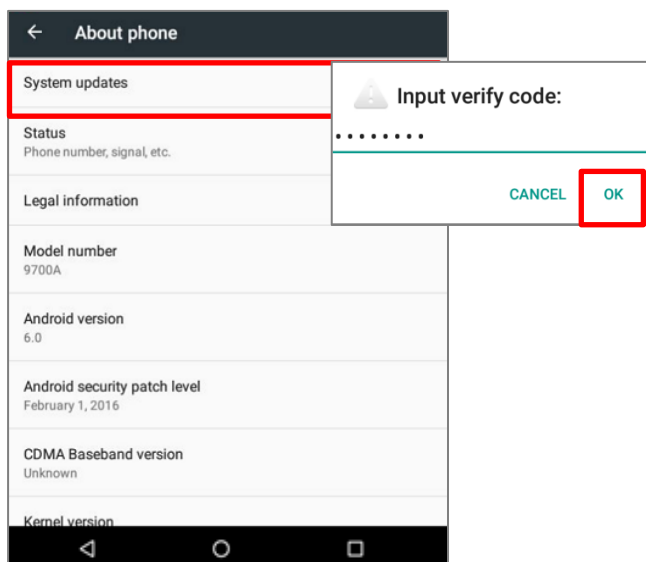 About phone
System updates
Input verify code:
........
CANCEL OK
Status
Phone number, signal, etc.
Legal information
Model number
9700A
Android version
6.0
Android security patch level
February 1, 2016
CDMA Baseband version
Unknown
Kernel version